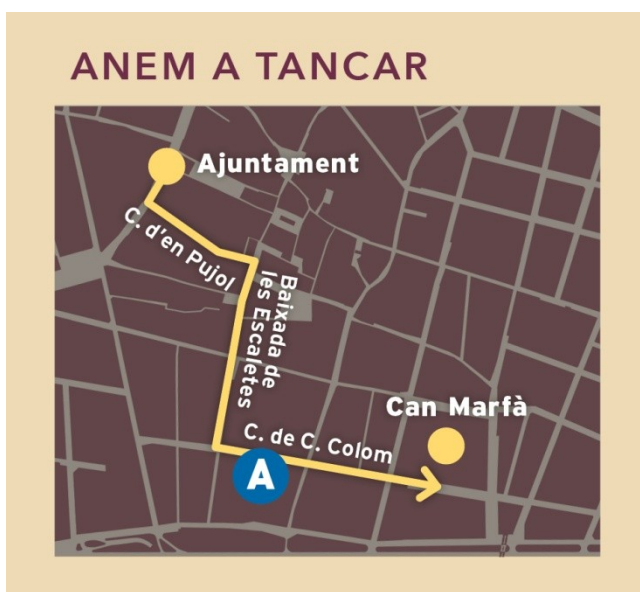 ANEM A TANCAR
Ajuntament
C. d'en Pujol
Baixada de
les Escaletes
Can Marfà
C. de C. Colom
A